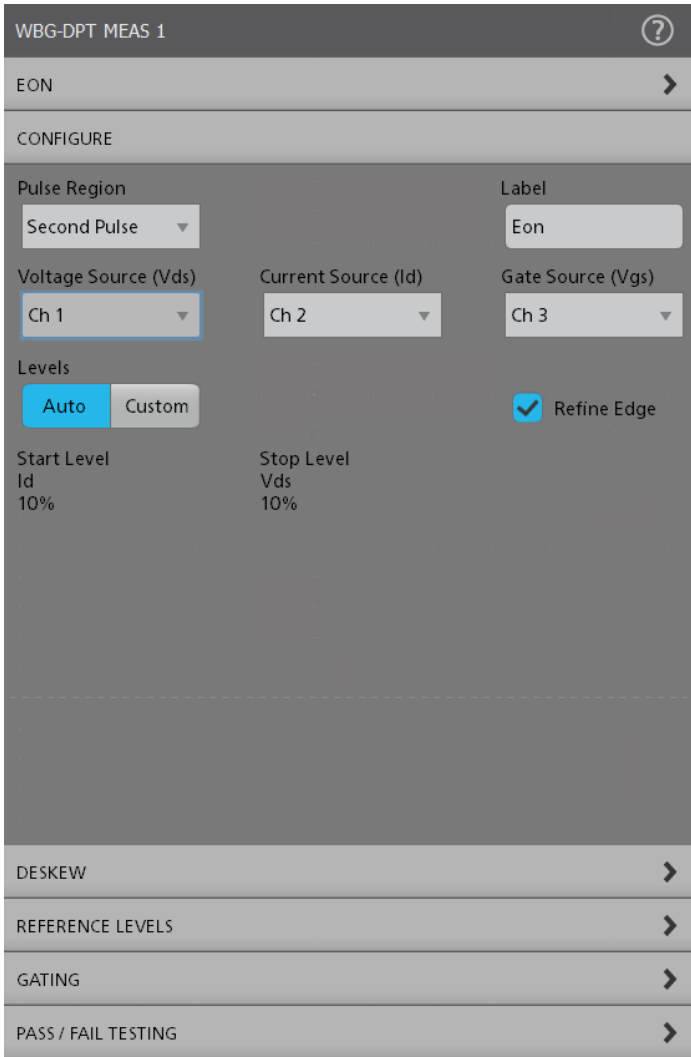 WBG-DPT MEAS 1
?
EON
CONFIGURE
Pulse Region
Label
Second Pulse
Eon
Voltage Source (Vds)
Current Source (Id)
Gate Source (Vgs)
Ch 1
Ch 2
Ch 3
Levels
Auto
Custom
Refine Edge
Start Level
Id
10%
Stop Level
Vds
10%
DESKEW
REFERENCE LEVELS
GATING
PASS / FAIL TESTING